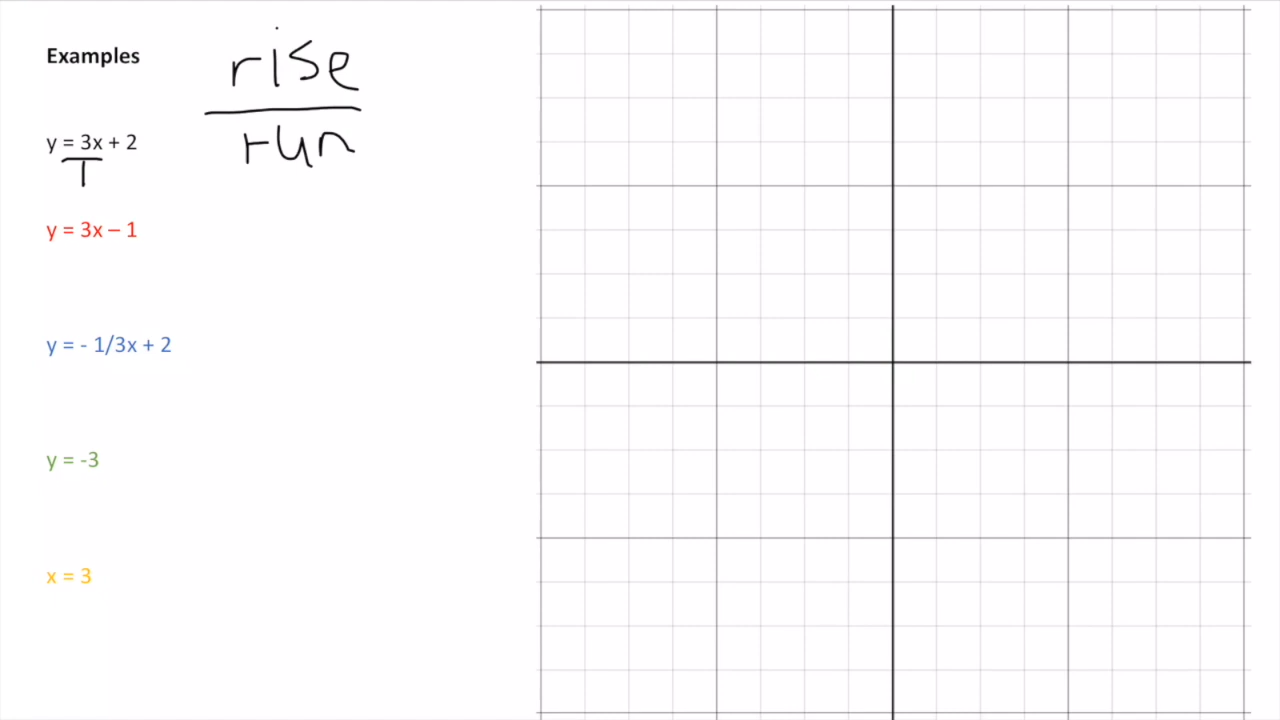 Examples
rise
run
y = 3x + 2
y = 3x – 1
y = - 1/3x + 2
y = -3
x = 3